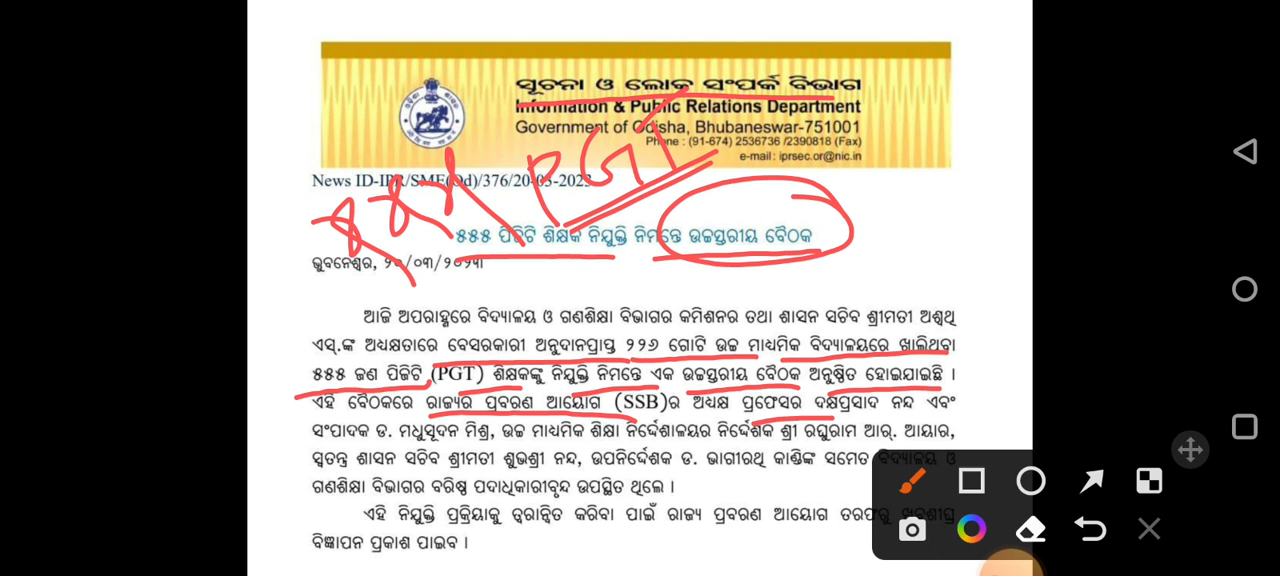 ସୂଚନା ଓ ଲୋକ ସଂପର୍କ ବିଭାଗ
Information & Public Relations Department
Government of Odisha, Bhubaneswar-751001
Phone : (91-674) 2536736 /2390818 (Fax)
e-mail : iprsec.or@nic.in
News ID-IPR/SME(Od)/376/20-03-2023
୫୫୫ PGT
୫୫୫ ପିଜିଟି ଶିକ୍ଷକ ନିଯୁକ୍ତି ନିମନ୍ତେ ଉଚ୍ଚସ୍ତରୀୟ ବୈଠକ
ଭୁବନେଶ୍ୱର, ୨୦/୦୩/୨୦୨୩
ଆଜି ଅପରାହ୍ନରେ ବିଦ୍ୟାଳୟ ଓ ଗଣଶିକ୍ଷା ବିଭାଗର କମିଶନର ତଥା ଶାସନ ସଚିବ ଶ୍ରୀମତୀ ଅଶ୍ୱଥି
ଏସ୍.ଙ୍କ ଅଧ୍ୟକ୍ଷତାରେ ବେସରକାରୀ ଅନୁଦାନପ୍ରାପ୍ତ ୨୨୬ ଗୋଟି ଉଚ୍ଚ ମାଧ୍ୟମିକ ବିଦ୍ୟାଳୟରେ ଖାଲିଥିବା
୫୫୫ ଜଣ ପିଜିଟି (PGT) ଶିକ୍ଷକଙ୍କୁ ନିଯୁକ୍ତି ନିମନ୍ତେ ଏକ ଉଚ୍ଚସ୍ତରୀୟ ବୈଠକ ଅନୁଷ୍ଠିତ ହୋଇଯାଇଛି ।
ଏହି ବୈଠକରେ ରାଜ୍ୟର ପ୍ରବରଣ ଆୟୋଗ (SSB)ର ଅଧ୍ୟକ୍ଷ ପ୍ରଫେସର ଦକ୍ଷପ୍ରସାଦ ନନ୍ଦ ଏବଂ
ସଂପାଦକ ଡ. ମଧୁସୂଦନ ମିଶ୍ର, ଉଚ୍ଚ ମାଧ୍ୟମିକ ଶିକ୍ଷା ନିର୍ଦ୍ଦେଶାଳୟର ନିର୍ଦ୍ଦେଶକ ଶ୍ରୀ ରଘୁରାମ ଆର୍. ଆୟାର,
ସ୍ୱତନ୍ତ୍ର ଶାସନ ସଚିବ ଶ୍ରୀମତୀ ଶୁଭଶ୍ରୀ ନନ୍ଦ, ଉପନିର୍ଦ୍ଦେଶକ ଡ. ଭାଗୀରଥି କାଣ୍ଡିଙ୍କ ସମେତ ବିଦ୍ୟାଳୟ ଓ
ଗଣଶିକ୍ଷା ବିଭାଗର ବରିଷ୍ଠ ପଦାଧିକାରୀବୃନ୍ଦ ଉପସ୍ଥିତ ଥିଲେ ।
ଏହି ନିଯୁକ୍ତି ପ୍ରକ୍ରିୟାକୁ ତ୍ୱରାନ୍ୱିତ କରିବା ପାଇଁ ରାଜ୍ୟ ପ୍ରବରଣ ଆୟୋଗ ତରଫରୁ ଖୁବଶୀଘ୍ର
ବିଜ୍ଞାପନ ପ୍ରକାଶ ପାଇବ ।